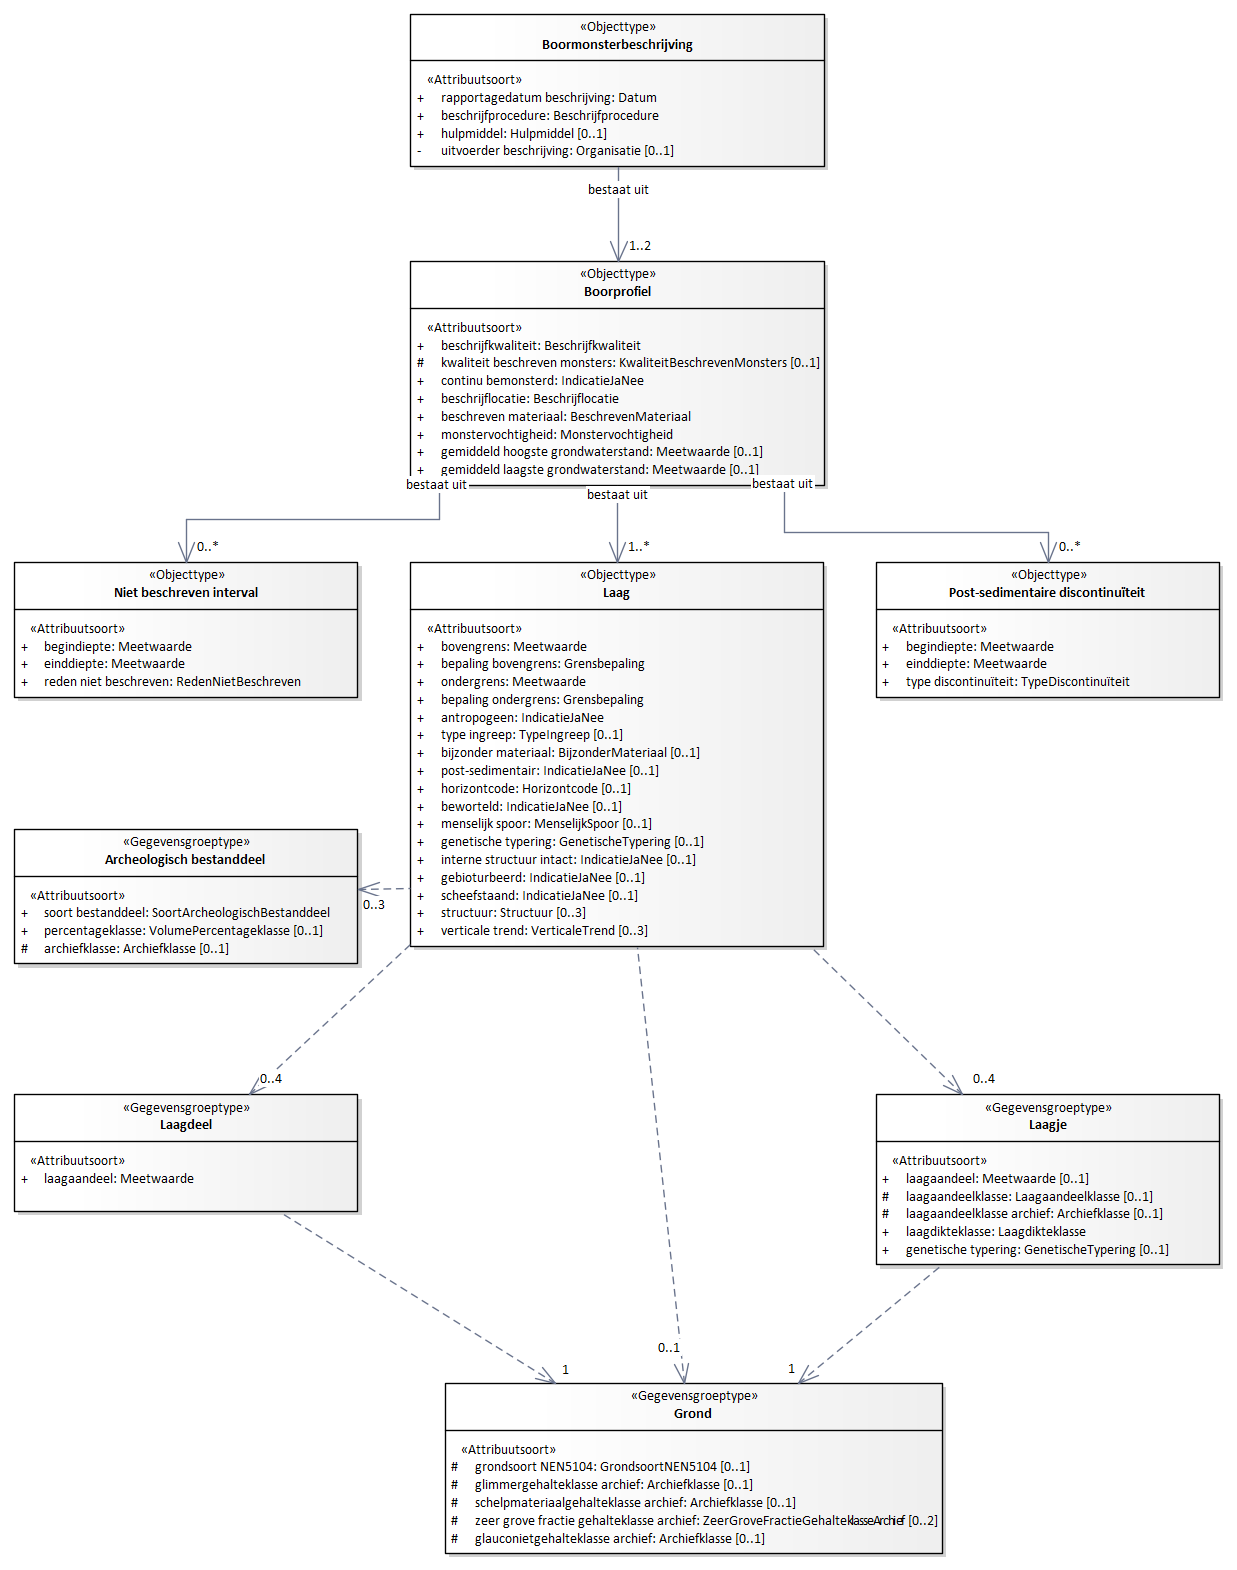 «Objecttype»
Boormonsterbeschrijving
«Attribuutsoort»
+ rapportagedatum beschrijving: Datum
+ beschrijfprocedure: Beschrijfprocedure
+ hulpmiddel: Hulpmiddel [0..1]
- uitvoerder beschrijving: Organisatie [0..1]
bestaat uit
1..2
«Objecttype»
Boorprofiel
«Attribuutsoort»
+ beschrijfkwaliteit: Beschrijfkwaliteit
# kwaliteit beschreven monsters: KwaliteitBeschrevenMonsters [0..1]
+ continu bemonsterd: IndicatieJaNee
+ beschrijflocatie: Beschrijflocatie
+ beschreven materiaal: BeschrevenMateriaal
+ monstervochtigheid: Monstervochtigheid
+ gemiddeld hoogste grondwaterstand: Meetwaarde [0..1]
+ gemiddeld laagste grondwaterstand: Meetwaarde [0..1]
bestaat uit
bestaat uit
bestaat uit
0..*
1..*
0..*
«Objecttype»
Niet beschreven interval
«Attribuutsoort»
+ begindiepte: Meetwaarde
+ einddiepte: Meetwaarde
+ reden niet beschreven: RedenNietBeschreven
«Objecttype»
Laag
«Attribuutsoort»
+ bovengrens: Meetwaarde
+ bepaling bovengrens: Grensbepaling
+ ondergrens: Meetwaarde
+ bepaling ondergrens: Grensbepaling
+ antropogeen: IndicatieJaNee
+ type ingreep: TypeIngreep [0..1]
+ bijzonder materiaal: BijzonderMateriaal [0..1]
+ post-sedimentair: IndicatieJaNee [0..1]
+ horizontcode: Horizontcode [0..1]
+ beworteld: IndicatieJaNee [0..1]
+ menselijk spoor: MenselijkSpoor [0..1]
+ genetische typering: GenetischeTypering [0..1]
+ interne structuur intact: IndicatieJaNee [0..1]
+ gebioturbeerd: IndicatieJaNee [0..1]
+ scheefstaand: IndicatieJaNee [0..1]
+ structuur: Structuur [0..3]
+ verticale trend: VerticaleTrend [0..3]
«Objecttype»
Post-sedimentaire discontinuïteit
«Attribuutsoort»
+ begindiepte: Meetwaarde
+ einddiepte: Meetwaarde
+ type discontinuïteit: TypeDiscontinuïteit
«Gegevensgroeptype»
Archeologisch bestanddeel
«Attribuutsoort»
+ soort bestanddeel: SoortArcheologischBestanddeel
+ percentageklasse: VolumePercentageklasse [0..1]
# archiefklasse: Archiefklasse [0..1]
0..3
0..4
0..4
«Gegevensgroeptype»
Laagdeel
«Attribuutsoort»
+ laagaandeel: Meetwaarde
«Gegevensgroeptype»
Laagje
«Attribuutsoort»
+ laagaandeel: Meetwaarde [0..1]
# laagaandeelklasse: Laagaandeelklasse [0..1]
# laagaandeelklasse archief: Archiefklasse [0..1]
+ laagdikteklasse: Laagdikteklasse
+ genetische typering: GenetischeTypering [0..1]
1
0..1
1
«Gegevensgroeptype»
Grond
«Attribuutsoort»
# grondsoort NEN5104: GrondsoortNEN5104 [0..1]
# glimmergehalteklasse archief: Archiefklasse [0..1]
# schelpmateriaalgehalteklasse archief: Archiefklasse [0..1]
# zeer grove fractie gehalteklasse archief: ZeerGroveFractieGehalteklasseArchief [0..2]
# glauconietgehalteklasse archief: Archiefklasse [0..1]